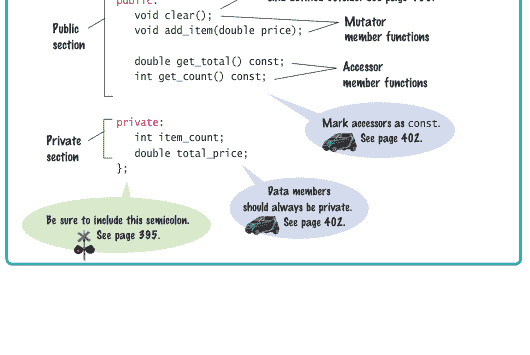 public:
See page
Public
section
void clear();
void add_item(double price);
Mutator
member functions
double get_total() const;
int get_count() const;
Accessor
member functions
Mark accessors as const.
See page 402.
Private
section
private:
int item_count;
double total_price;
};
Data members
should always be private.
See page 402.
Be sure to include this semicolon.
See page 395.